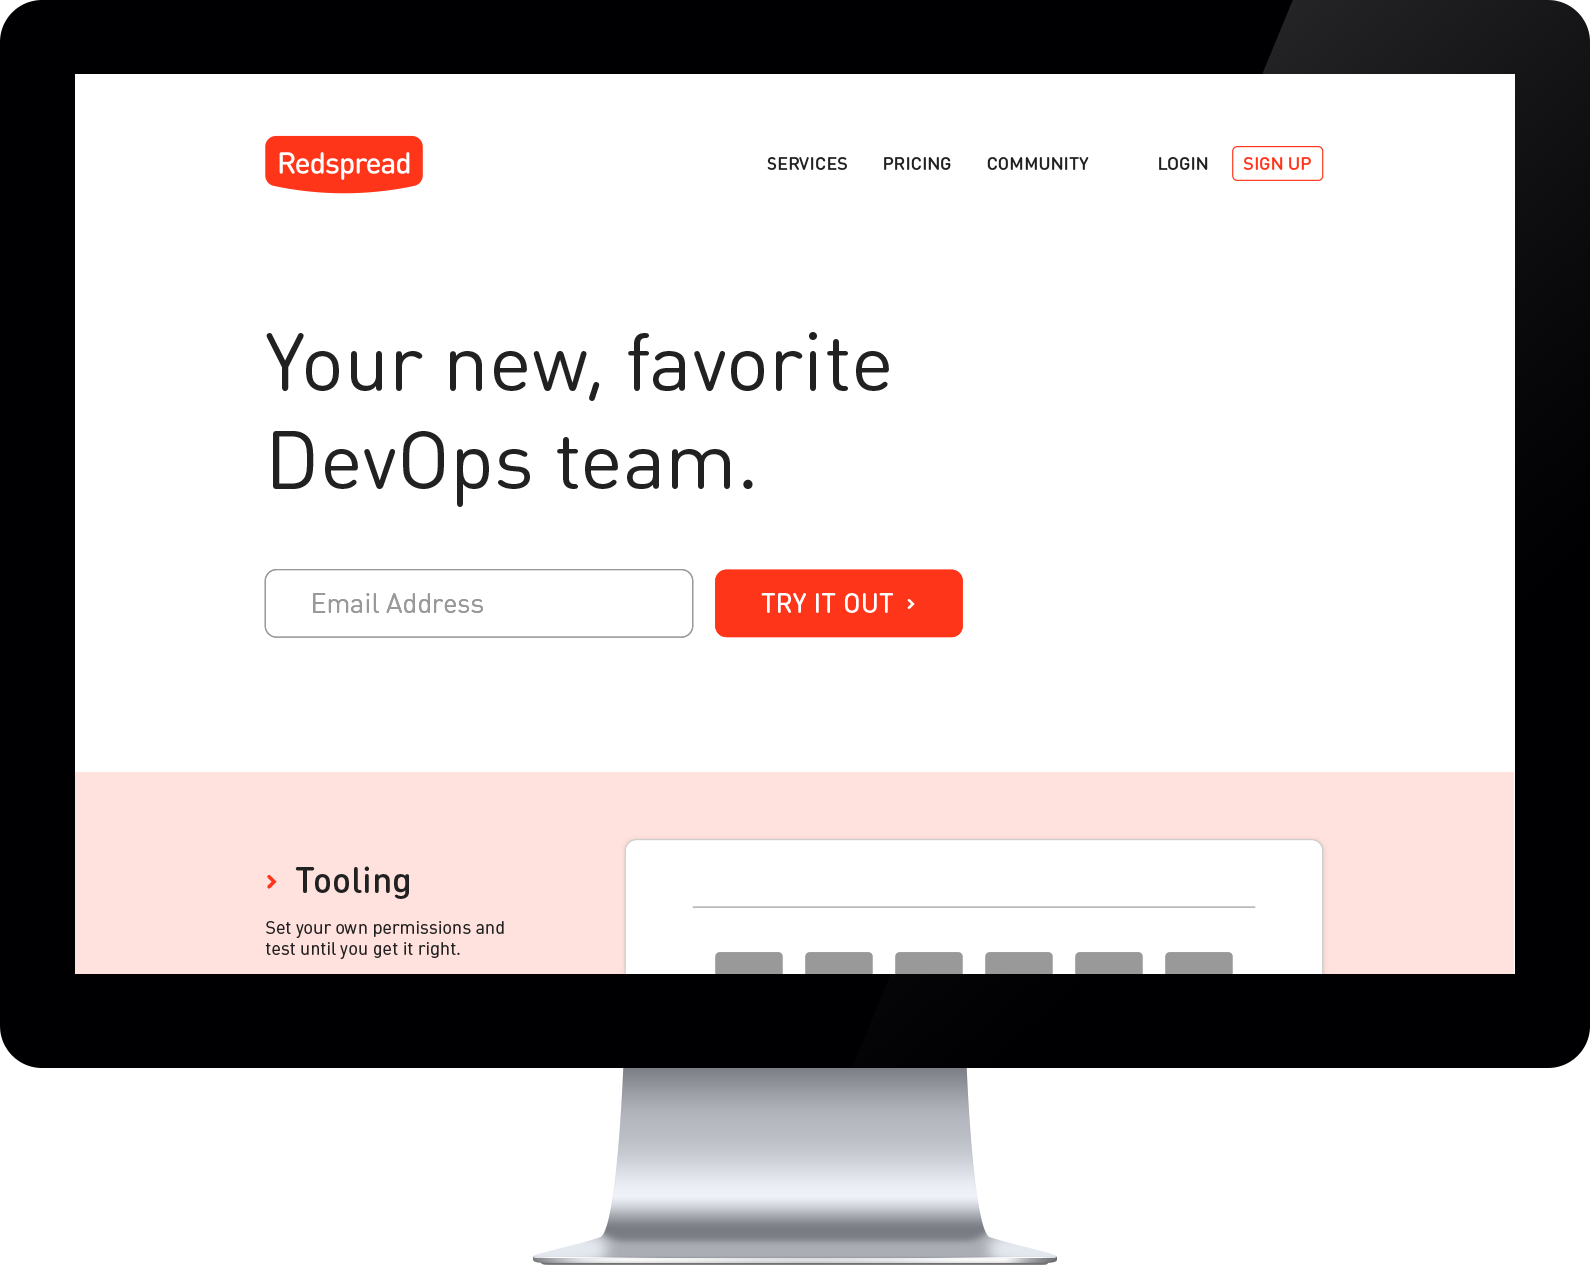 Redspread
SERVICES PRICING COMMUNITY LOGIN SIGN UP
Your new, favorite
DevOps team.
Email Address
TRY IT OUT ›
› Tooling
Set your own permissions and
test until you get it right.